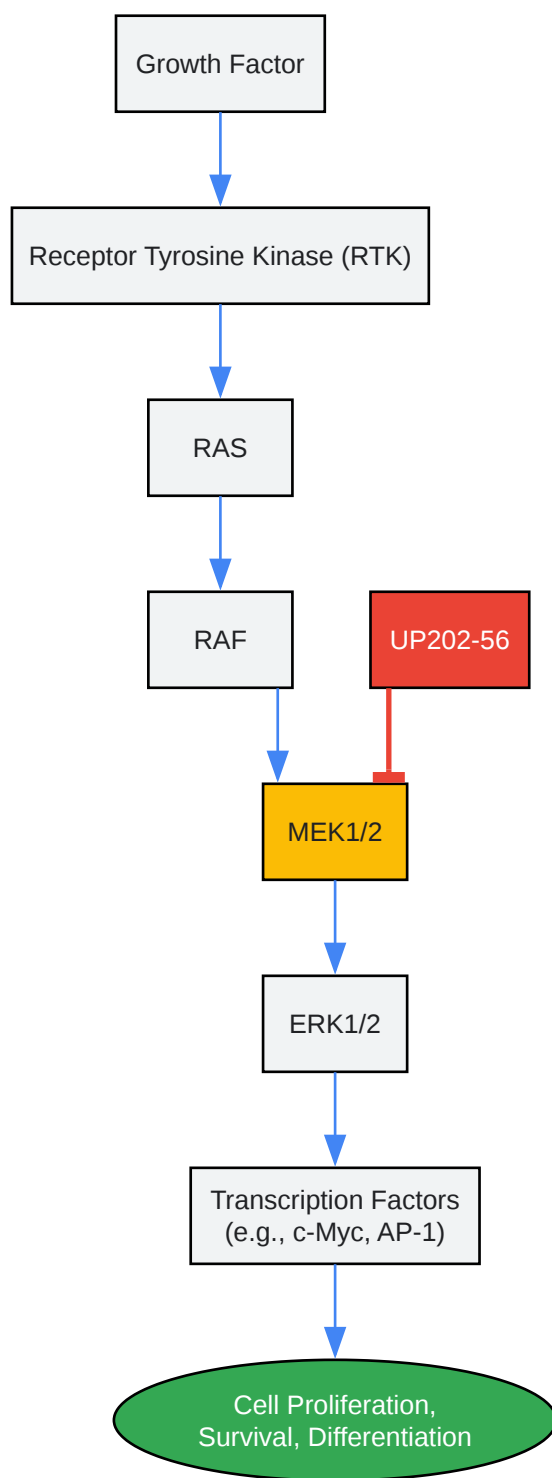 Growth Factor
Receptor Tyrosine Kinase (RTK)
RAS
RAF
UP202-56
MEK1/2
ERK1/2
Transcription Factors
(e.g., c-Myc, AP-1)
Cell Proliferation,
Survival, Differentiation